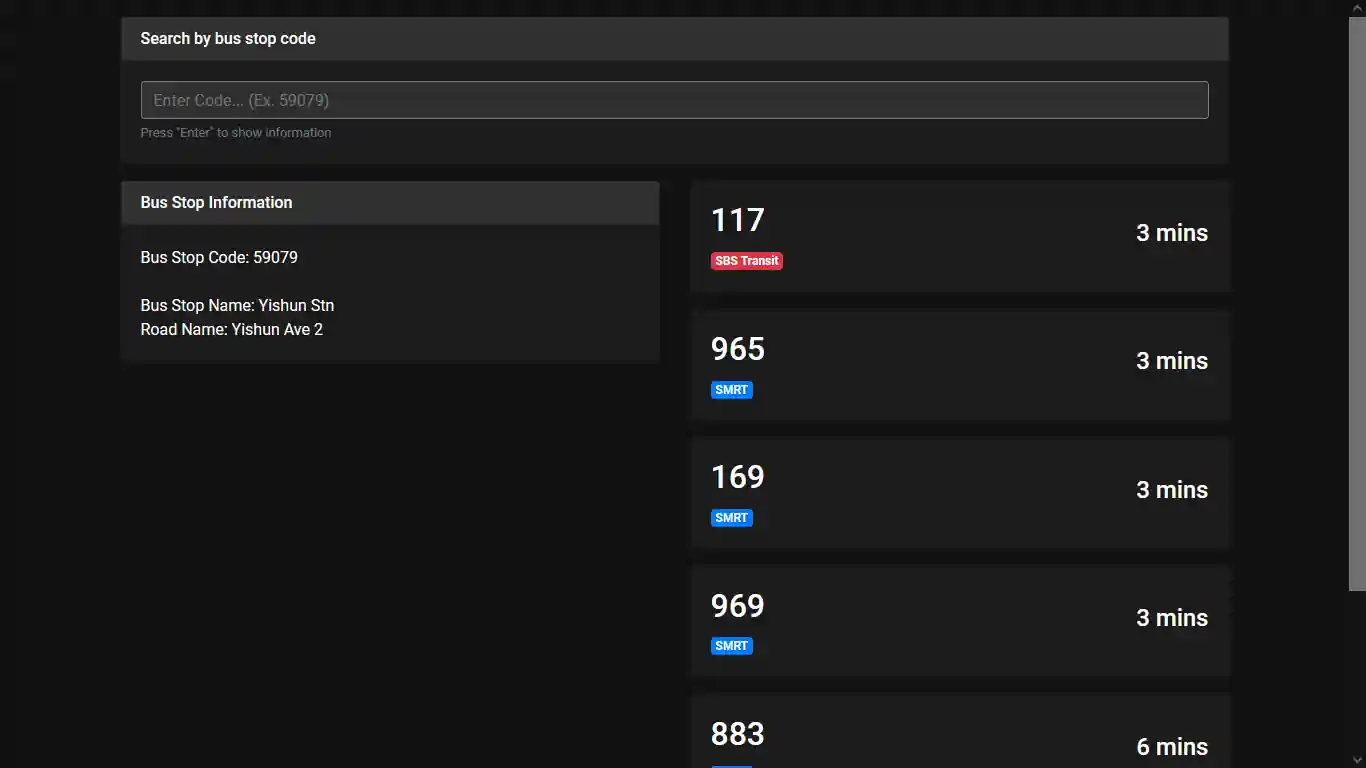 Search by bus stop code
Enter Code... (Ex. 59079)
Press "Enter" to show information
Bus Stop Information
Bus Stop Code: 59079
Bus Stop Name: Yishun Stn
Road Name: Yishun Ave 2
117
SBS Transit
3 mins
965
SMRT
3 mins
169
SMRT
3 mins
969
SMRT
3 mins
883
6 mins